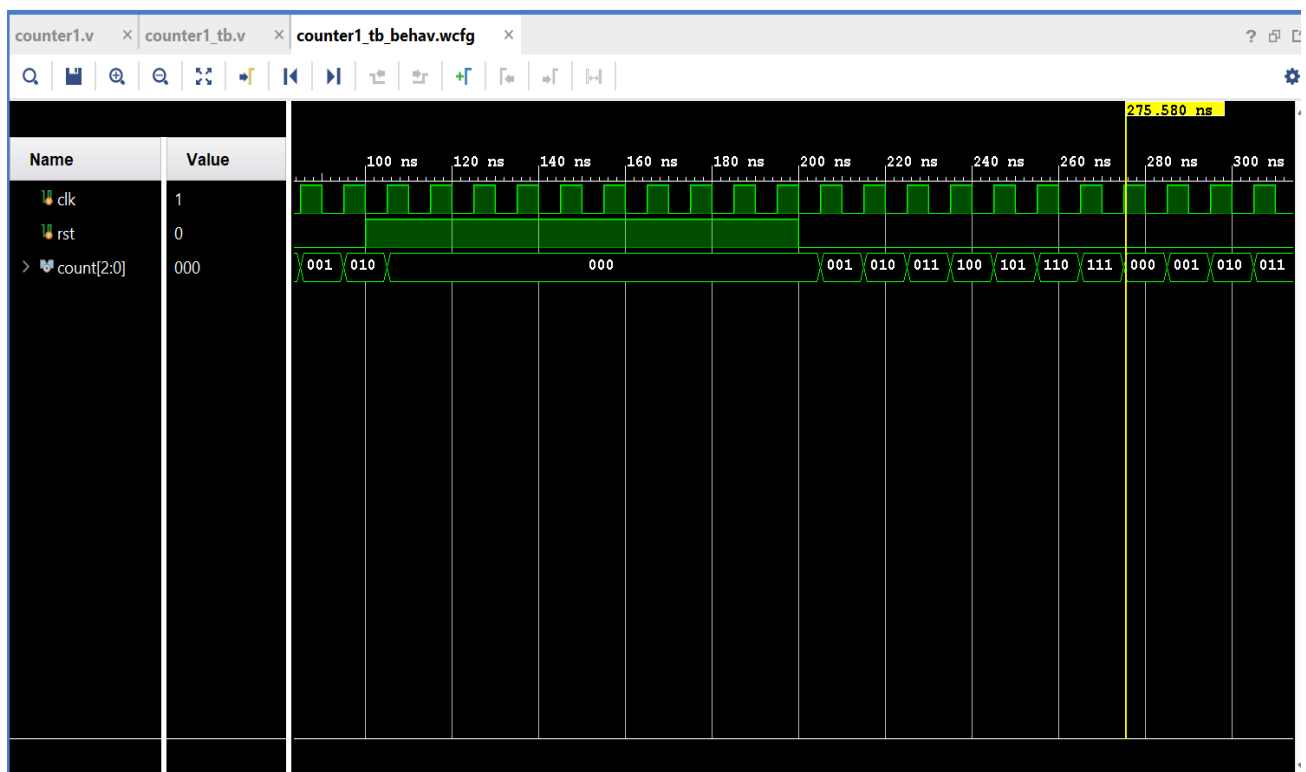 counter1.v × counter1_tb.v × counter1_tb_behav.wcfg ×
?
275.580 ns
Name Value
100 ns 120 ns 140 ns 160 ns 180 ns 200 ns 220 ns 240 ns 260 ns 280 ns 300 ns
clk 1
rst 0
> count[2:0] 000 001 010 000 001 010 011 100 101 110 111 000 001 010 011